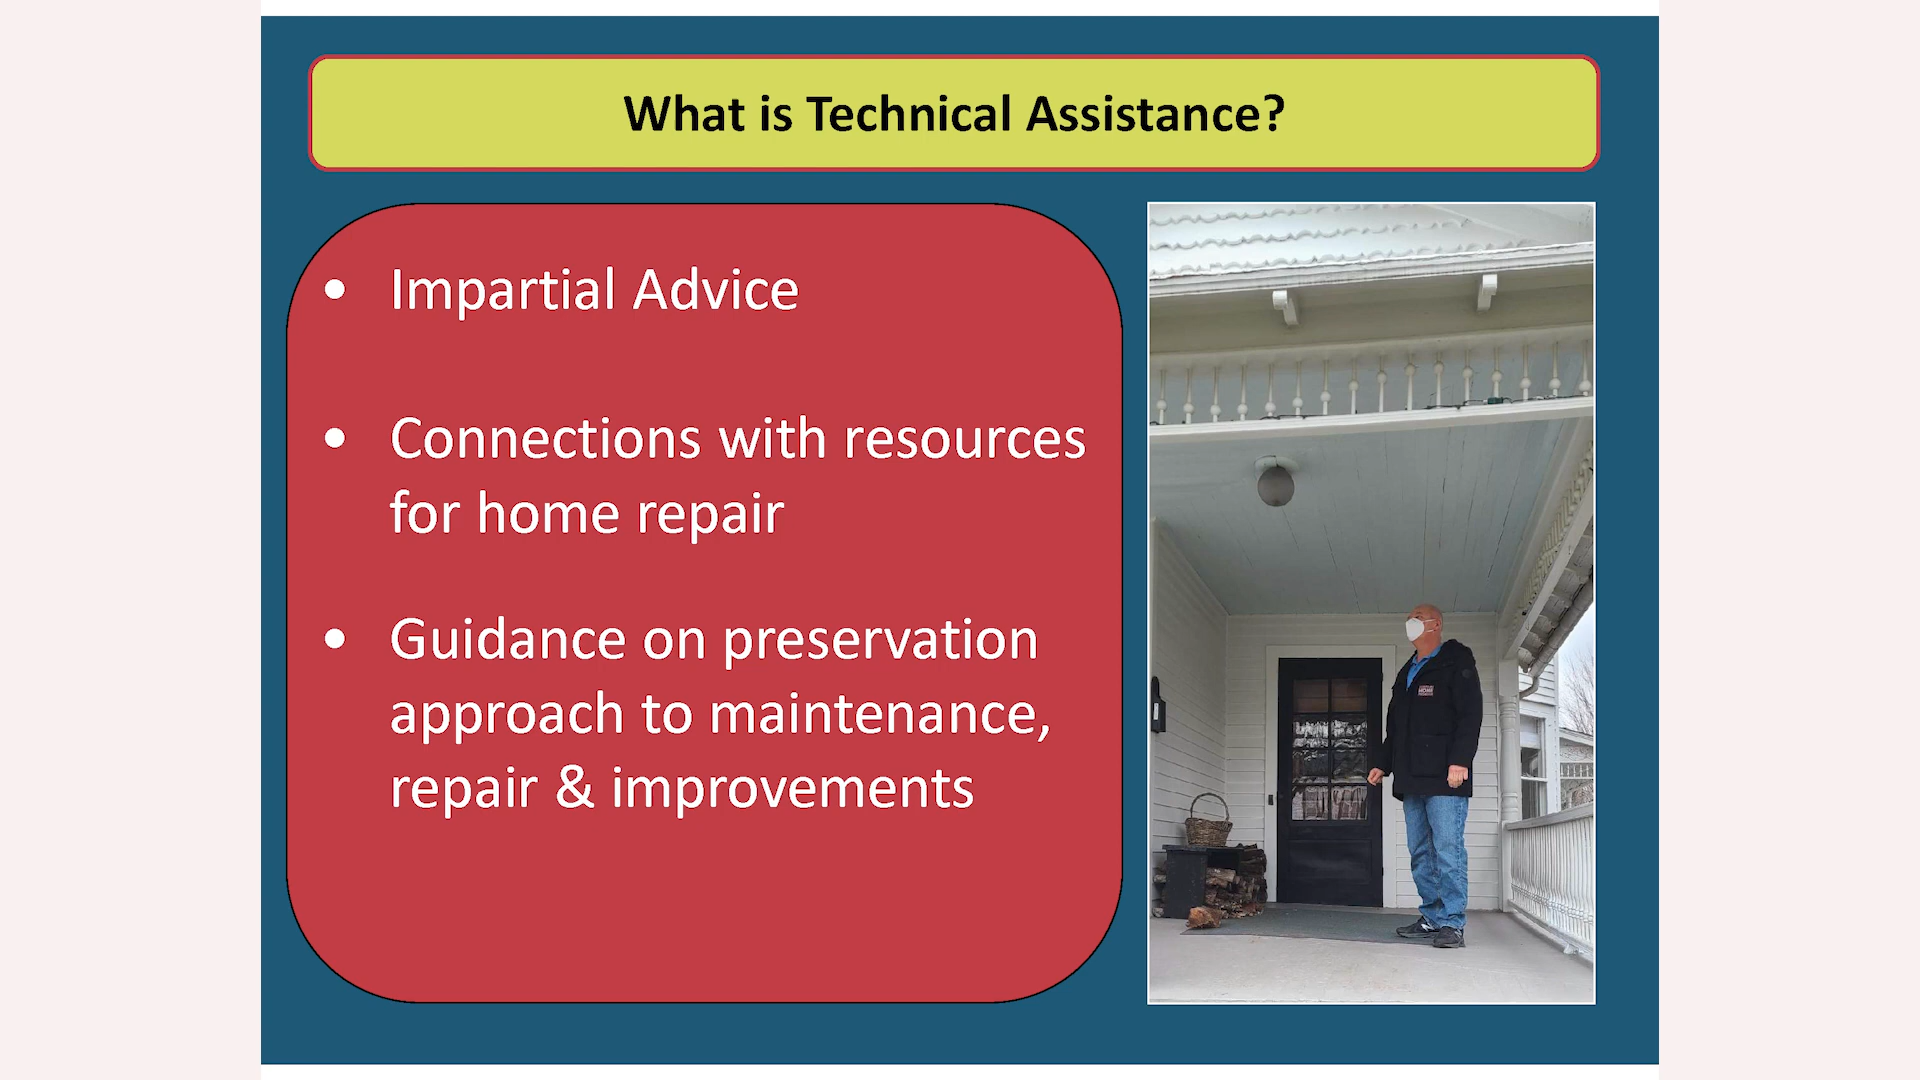 What is Technical Assistance?
• Impartial Advice
• Connections with resources
for home repair
• Guidance on preservation
approach to maintenance,
repair & improvements